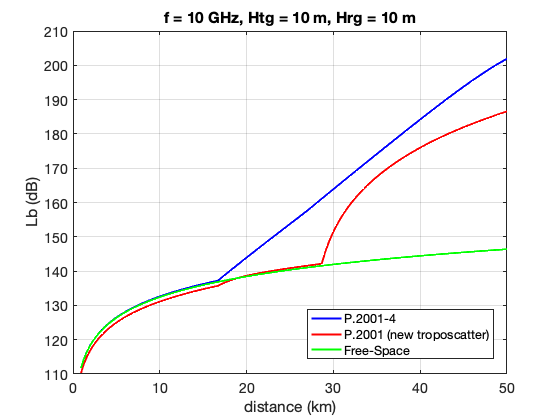 f = 10 GHz, Htg = 10 m, Hrg = 10 m
210
200
190
180
170
160
150
140
130
120
110
Lb (dB)
0
10
20
30
40
50
distance (km)
P.2001-4
P.2001 (new troposcatter)
Free-Space